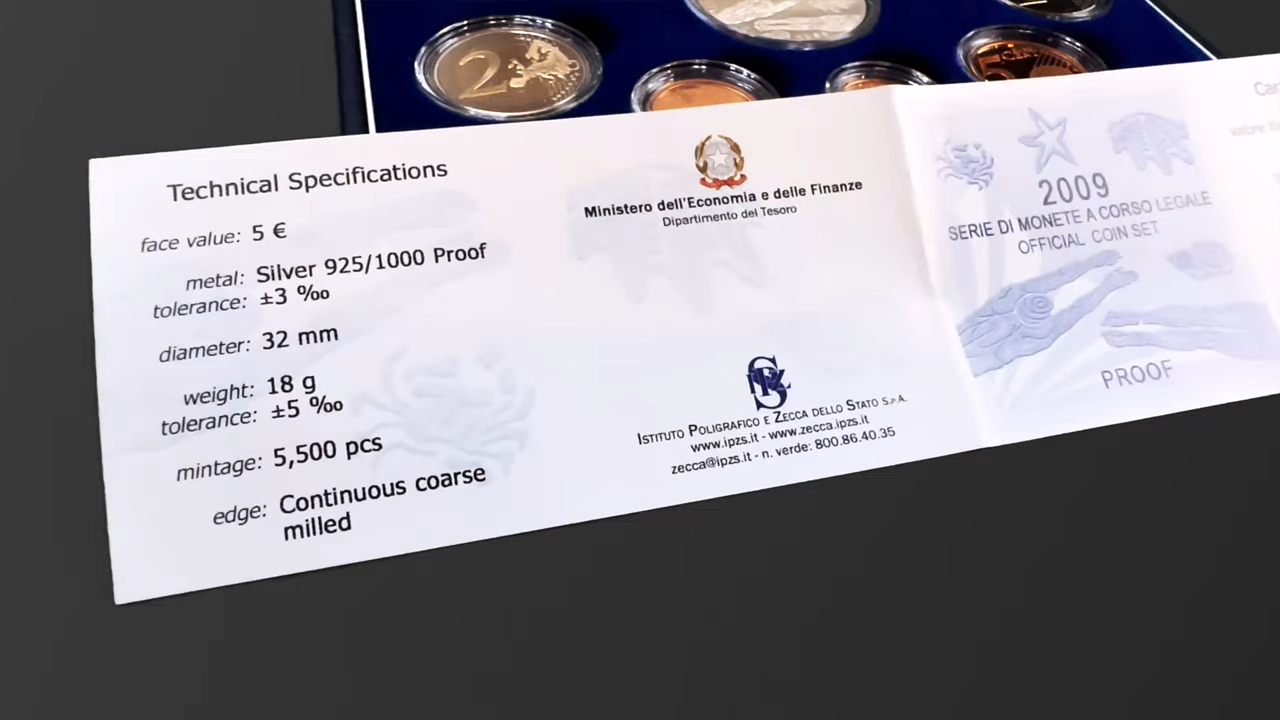 Technical Specifications
face value: 5 €
metal: Silver 925/1000 Proof
tolerance: ±3 ‰
diameter: 32 mm
weight: 18 g
tolerance: ±5 ‰
mintage: 5,500 pcs
edge: Continuous coarse
milled
Ministero dell'Economia e delle Finanze
Dipartimento del Tesoro
Istituto Poligrafico e Zecca dello Stato S.p.A.
www.ipzs.it - www.zecca.ipzs.it
zecca@ipzs.it - n. verde: 800.86.40.35
2009
SERIE DI MONETE A CORSO LEGALE
OFFICIAL COIN SET
PROOF
2
5